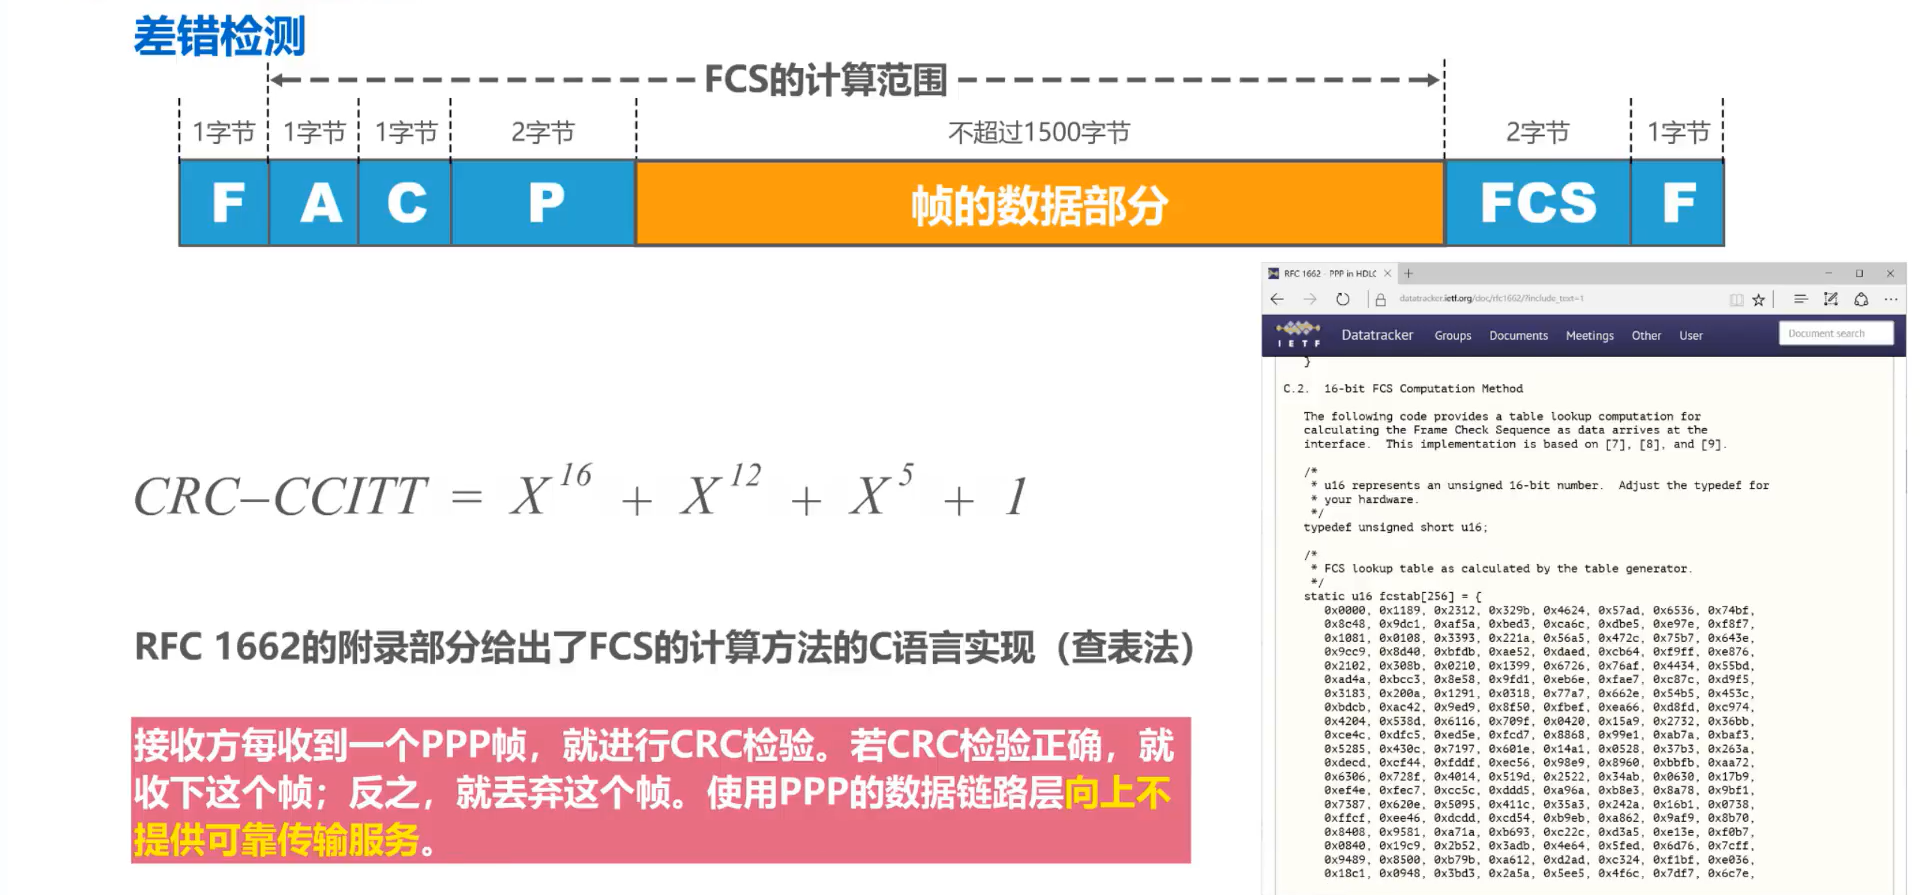 差错检测
FCS的计算范围
1字节 1字节 1字节 2字节 不超过1500字节 2字节 1字节
F A C P 帧的数据部分 FCS F
CRC–CCITT = X^16 + X^12 + X^5 + 1
RFC 1662的附录部分给出了FCS的计算方法的C语言实现（查表法）
接收方每收到一个PPP帧，就进行CRC检验。若CRC检验正确，就
收下这个帧；反之，就丢弃这个帧。使用PPP的数据链路层向上不
提供可靠传输服务。
RFC 1662 - PPP in HDLC
datatracker.ietf.org/doc/rfc1662/?include_text=1
IETF Datatracker Groups Documents Meetings Other User Document search
}
C.2. 16-bit FCS Computation Method
The following code provides a table lookup computation for
calculating the Frame Check Sequence as data arrives at the
interface. This implementation is based on [7], [8], and [9].
/*
* u16 represents an unsigned 16-bit number. Adjust the typedef for
* your hardware.
*/
typedef unsigned short u16;
/*
* FCS lookup table as calculated by the table generator.
*/
static u16 fcstab[256] = {
0x0000, 0x1189, 0x2312, 0x329b, 0x4624, 0x57ad, 0x6536, 0x74bf,
0x8c48, 0x9dc1, 0xaf5a, 0xbed3, 0xca6c, 0xdbe5, 0xe97e, 0xf8f7,
0x1081, 0x0108, 0x3393, 0x221a, 0x56a5, 0x472c, 0x75b7, 0x643e,
0x9cc9, 0x8d40, 0xbfdb, 0xae52, 0xdaed, 0xcb64, 0xf9ff, 0xe876,
0x2102, 0x308b, 0x0210, 0x1399, 0x6726, 0x76af, 0x4434, 0x55bd,
0xad4a, 0xbcc3, 0x8e58, 0x9fd1, 0xeb6e, 0xfae7, 0xc87c, 0xd9f5,
0x3183, 0x200a, 0x1291, 0x0318, 0x77a7, 0x662e, 0x54b5, 0x453c,
0xbdcb, 0xac42, 0x9ed9, 0x8f50, 0xfbef, 0xea66, 0xd8fd, 0xc974,
0x4204, 0x538d, 0x6116, 0x709f, 0x0420, 0x15a9, 0x2732, 0x36bb,
0xce4c, 0xdfc5, 0xed5e, 0xfcd7, 0x8868, 0x99e1, 0xab7a, 0xbaf3,
0x5285, 0x430c, 0x7197, 0x601e, 0x14a1, 0x0528, 0x37b3, 0x263a,
0xdecd, 0xcf44, 0xfddf, 0xec56, 0x98e9, 0x8960, 0xbbfb, 0xaa72,
0x6306, 0x728f, 0x4014, 0x519d, 0x2522, 0x34ab, 0x0630, 0x17b9,
0xef4e, 0xfec7, 0xcc5c, 0xddd5, 0xa96a, 0xb8e3, 0x8a78, 0x9bf1,
0x7387, 0x620e, 0x5095, 0x411c, 0x35a3, 0x242a, 0x16b1, 0x0738,
0xffcf, 0xee46, 0xdcdd, 0xcd54, 0xb9eb, 0xa862, 0x9af9, 0x8b70,
0x8408, 0x9581, 0xa71a, 0xb693, 0xc22c, 0xd3a5, 0xe13e, 0xf0b7,
0x0840, 0x19c9, 0x2b52, 0x3adb, 0x4e64, 0x5fed, 0x6d76, 0x7cff,
0x9489, 0x8500, 0xb79b, 0xa612, 0xd2ad, 0xc324, 0xf1bf, 0xe036,
0x18c1, 0x0948, 0x3bd3, 0x2a5a, 0x5ee5, 0x4f6c, 0x7df7, 0x6c7e,